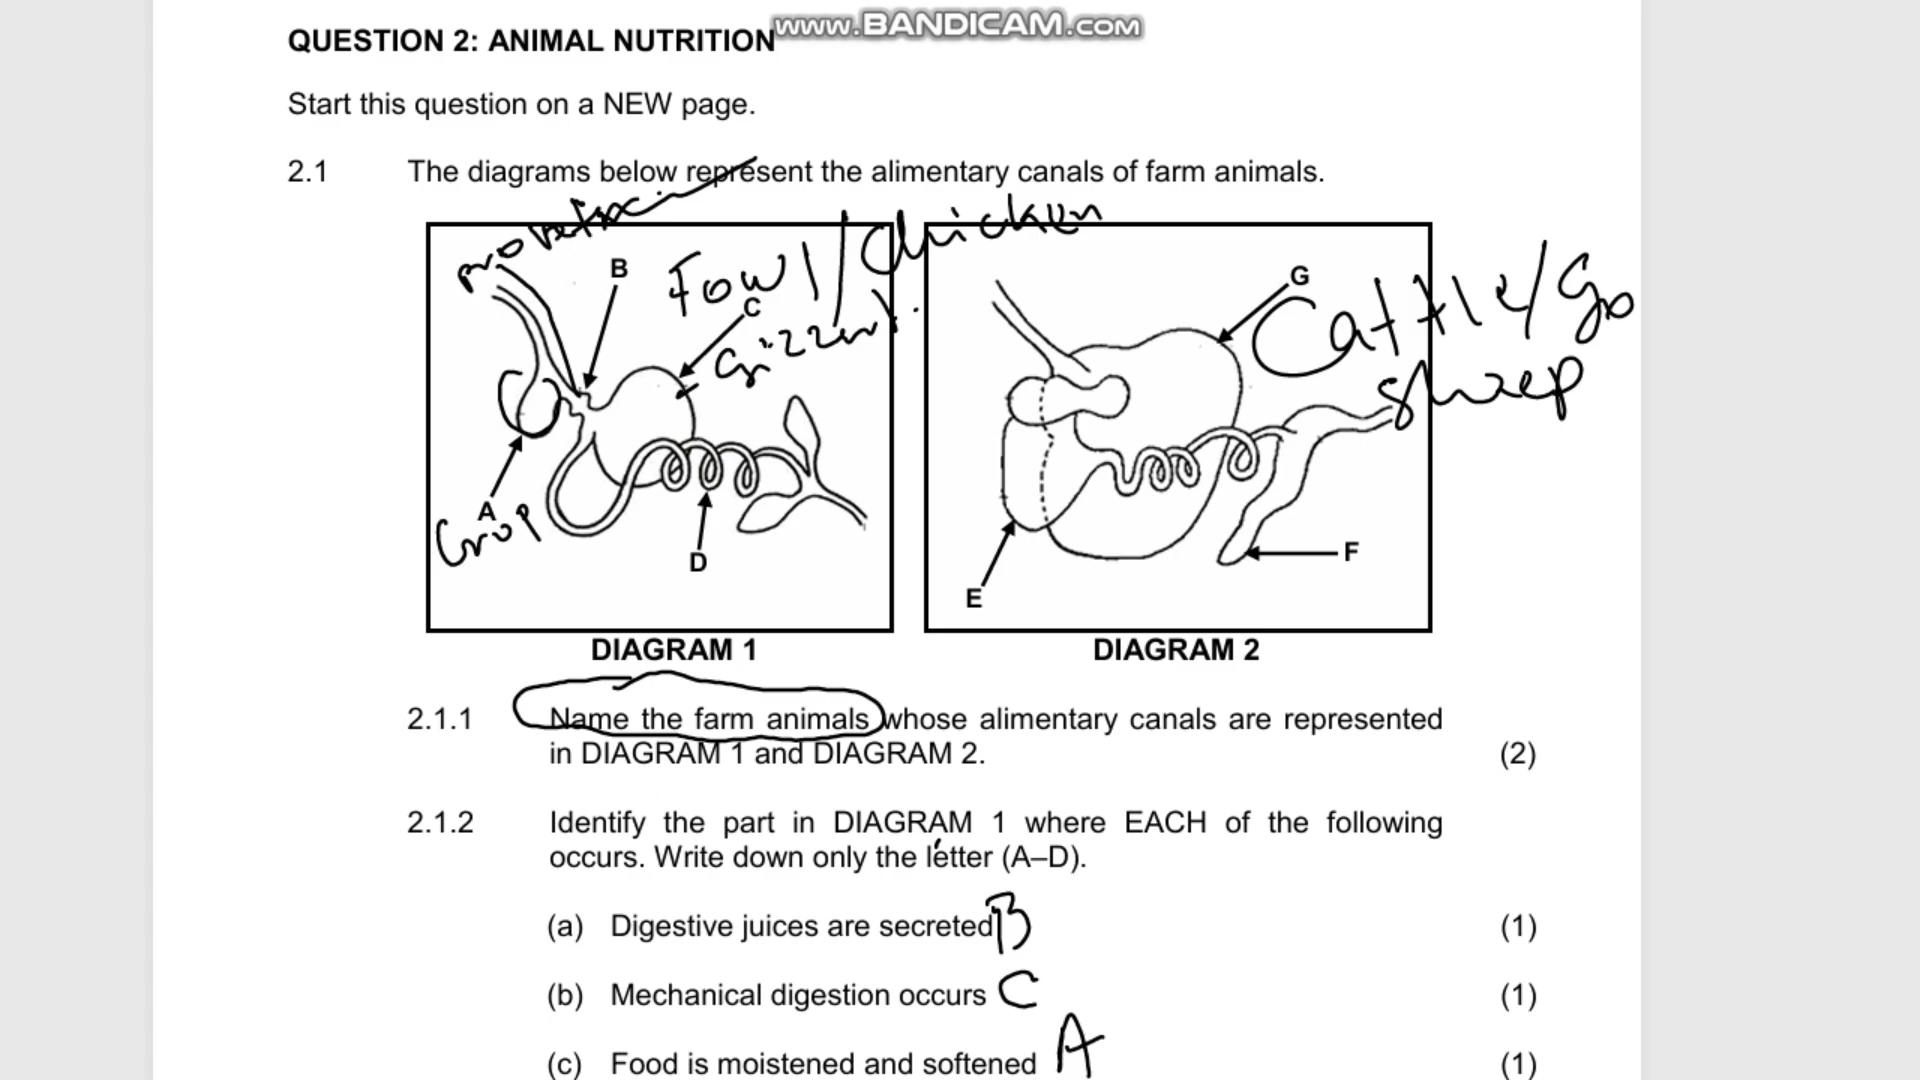 www.BANDICAM.com
QUESTION 2: ANIMAL NUTRITION
Start this question on a NEW page.
2.1 The diagrams below represent the alimentary canals of farm animals.
B
Fowl/chicken
C
Gizzard
A
Crop
D
DIAGRAM 1
G
Cattle/Go
sheep
E
F
DIAGRAM 2
2.1.1 Name the farm animals whose alimentary canals are represented
in DIAGRAM 1 and DIAGRAM 2. (2)
2.1.2 Identify the part in DIAGRAM 1 where EACH of the following
occurs. Write down only the letter (A–D).
(a) Digestive juices are secreted B (1)
(b) Mechanical digestion occurs C (1)
(c) Food is moistened and softened A (1)